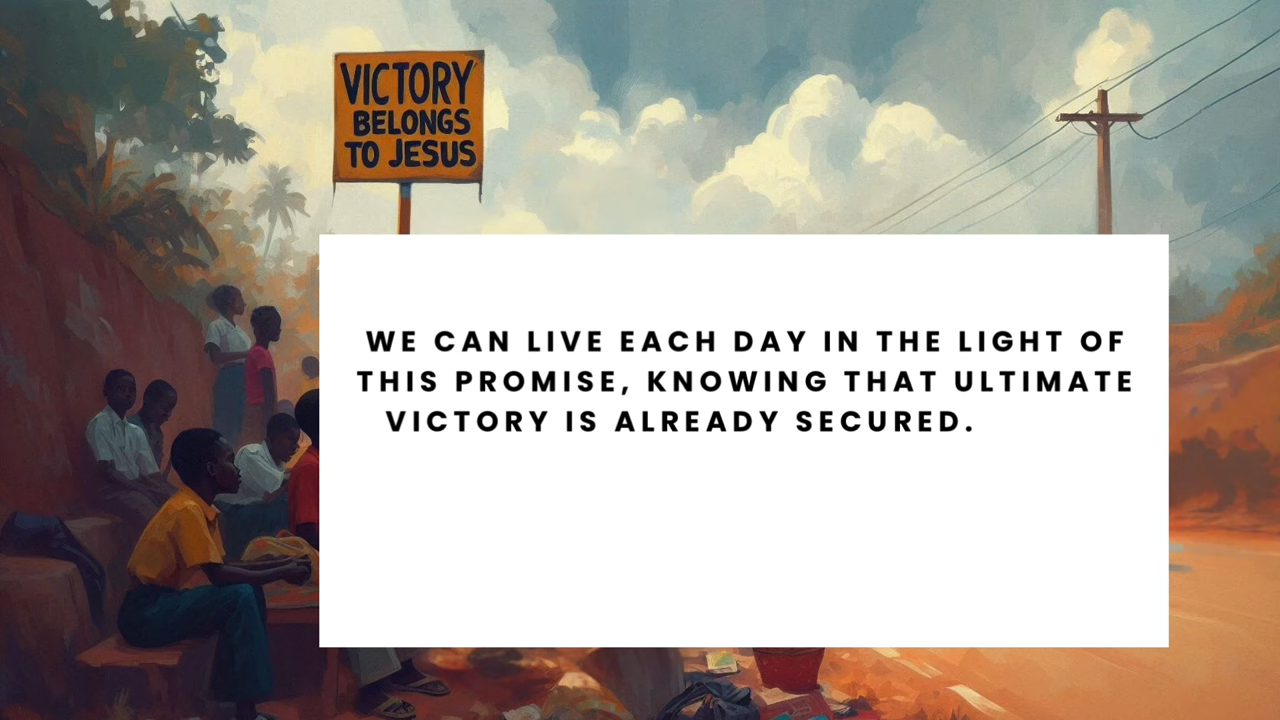 VICTORY
BELONGS
TO JESUS
WE CAN LIVE EACH DAY IN THE LIGHT OF
THIS PROMISE, KNOWING THAT ULTIMATE
VICTORY IS ALREADY SECURED.